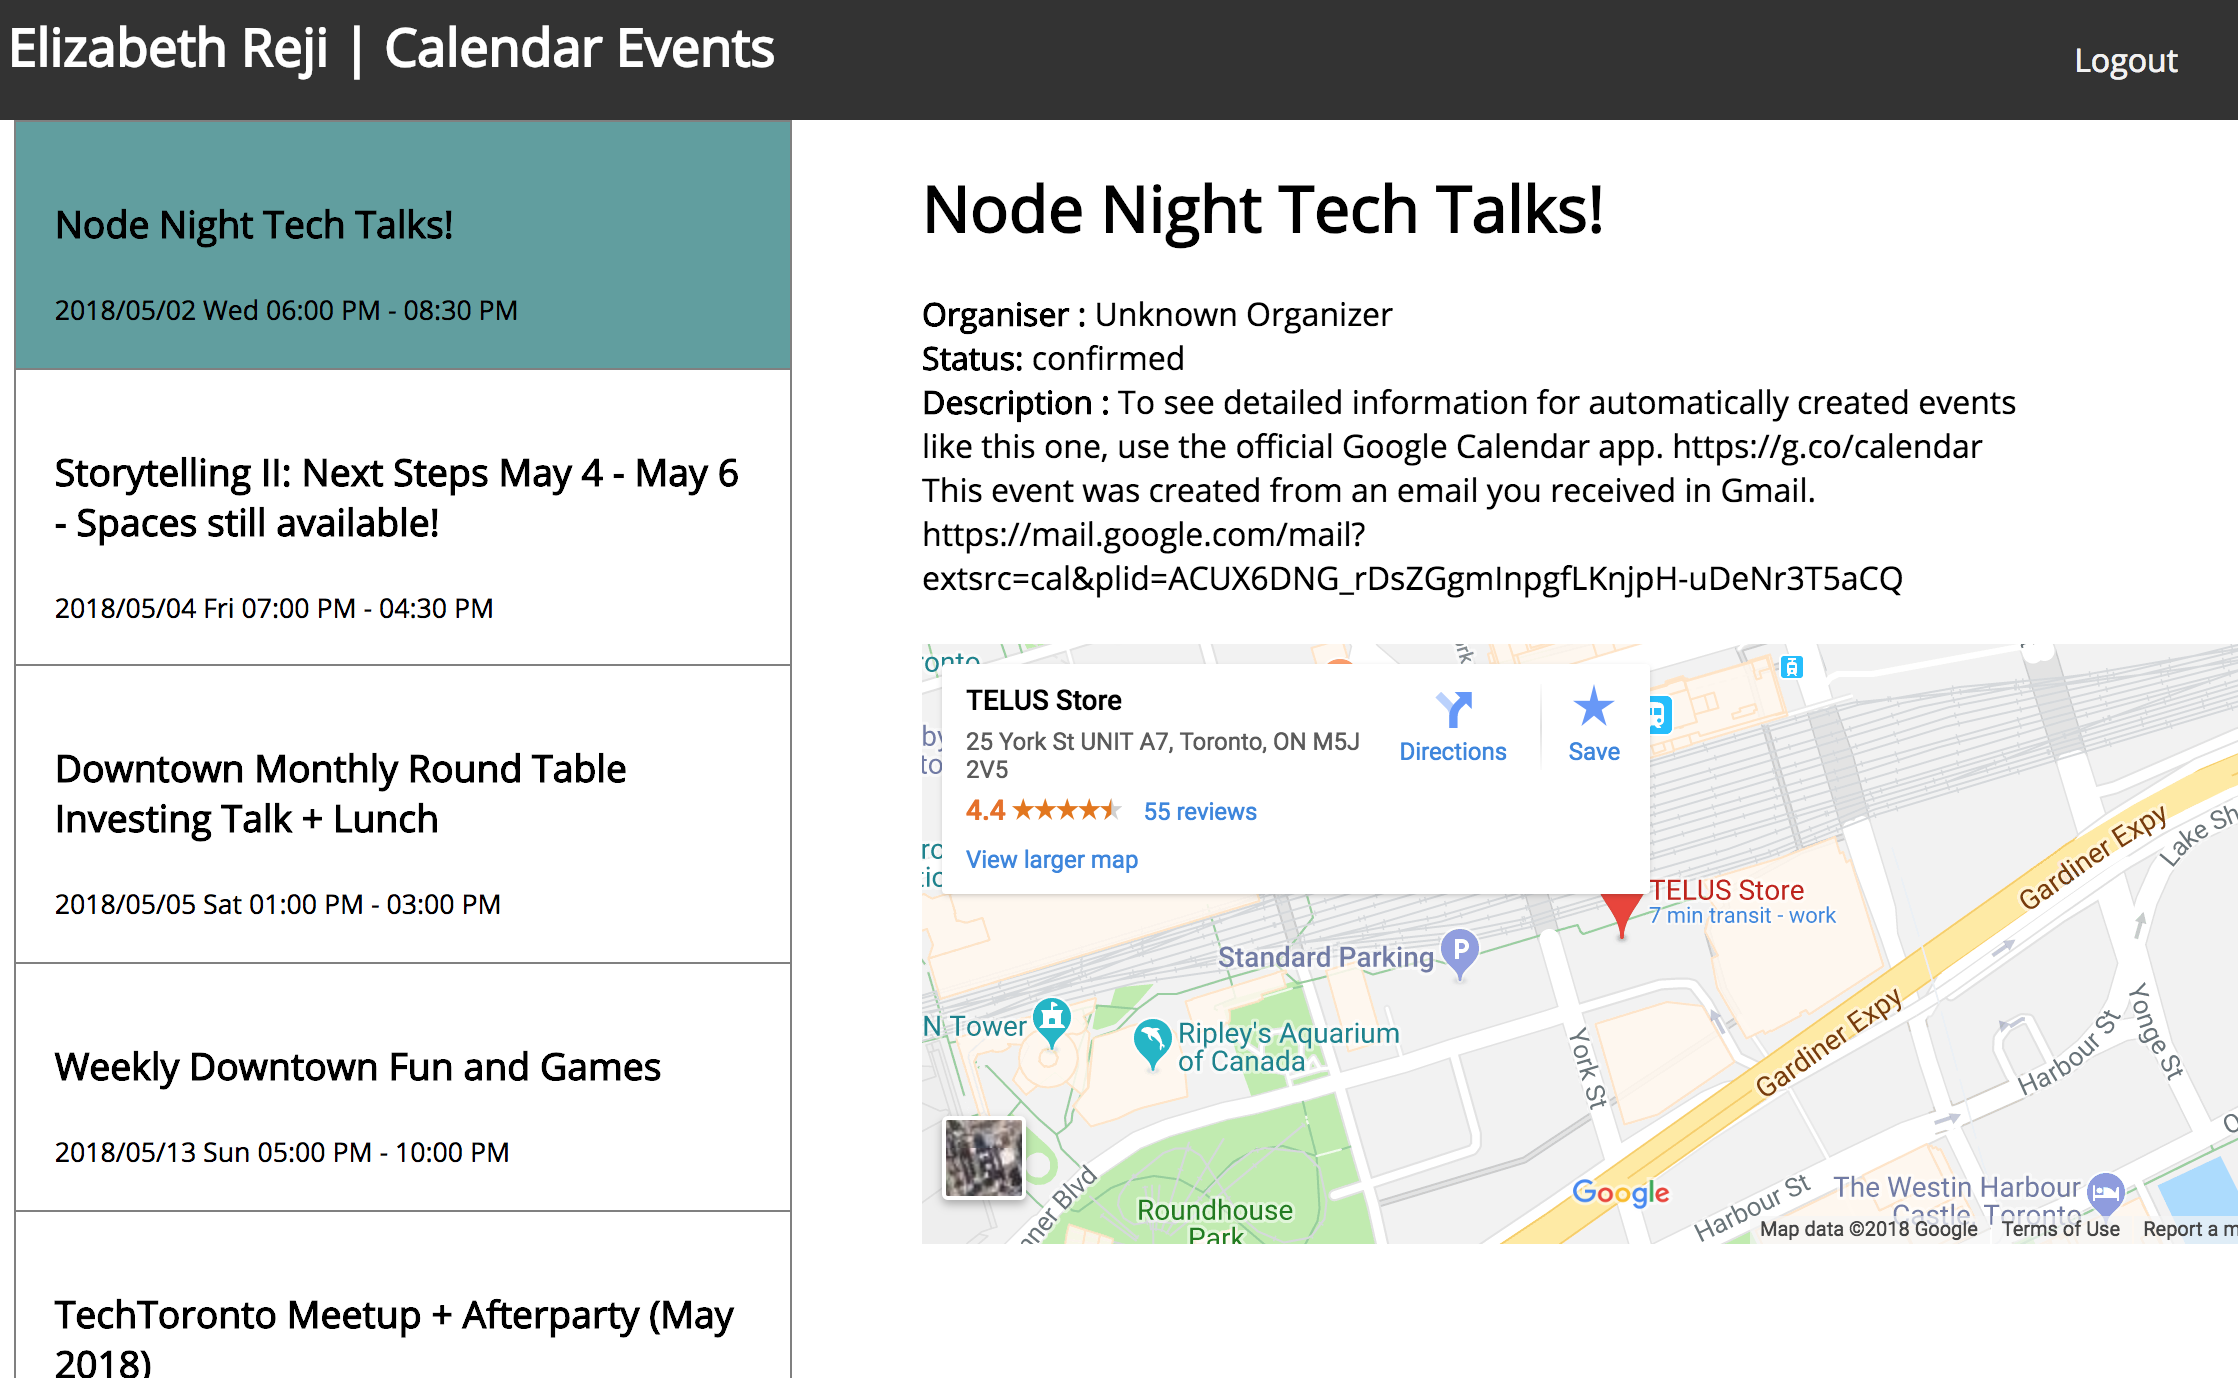 Elizabeth Reji | Calendar Events
Logout
Node Night Tech Talks!
2018/05/02 Wed 06:00 PM - 08:30 PM
Storytelling II: Next Steps May 4 - May 6
- Spaces still available!
2018/05/04 Fri 07:00 PM - 04:30 PM
Downtown Monthly Round Table
Investing Talk + Lunch
2018/05/05 Sat 01:00 PM - 03:00 PM
Weekly Downtown Fun and Games
2018/05/13 Sun 05:00 PM - 10:00 PM
TechToronto Meetup + Afterparty (May
2018)
Node Night Tech Talks!
Organiser : Unknown Organizer
Status: confirmed
Description : To see detailed information for automatically created events
like this one, use the official Google Calendar app. https://g.co/calendar
This event was created from an email you received in Gmail.
https://mail.google.com/mail?
extsrc=cal&plid=ACUX6DNG_rDsZGgmInpgfLKnjpH-uDeNr3T5aCQ
TELUS Store
25 York St UNIT A7, Toronto, ON M5J
2V5
4.4
55 reviews
View larger map
Directions
Save
TELUS Store
7 min transit - work
Standard Parking
P
N Tower
Ripley's Aquarium
of Canada
York St
Gardiner Expy
Gardiner Expy
Lake Sh
Yonge St
Harbour St
Harbour St
The Westin Harbour
Castle, Toronto
Roundhouse
Park
nner Blvd
Google
Map data ©2018 Google
Terms of Use
Report a m